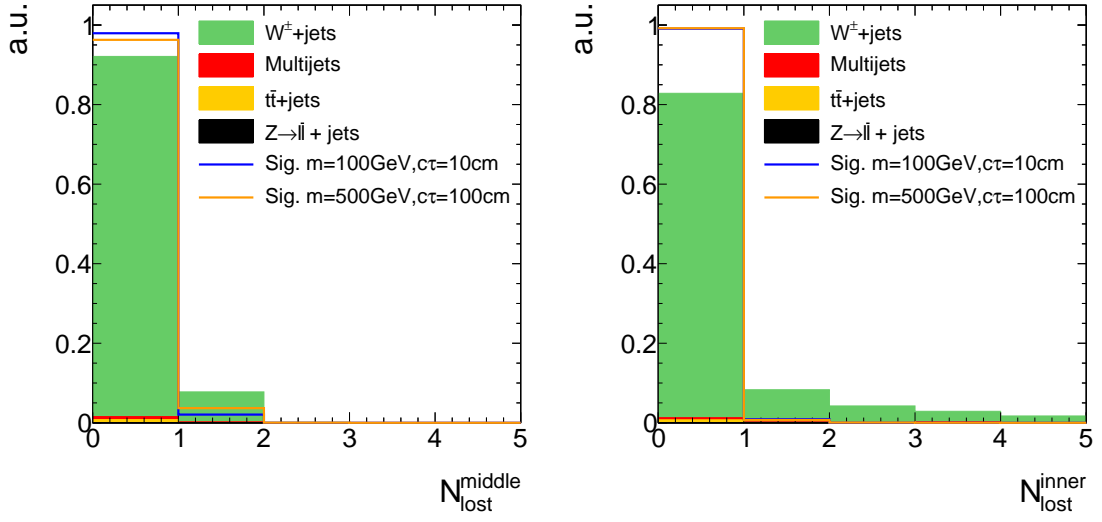 a.u.
1
0.8
0.6
0.4
0.2
0
0 1 2 3 4 5
W±+jets
Multijets
tt̄+jets
Z→ll̄ + jets
Sig. m=100GeV,cτ=10cm
Sig. m=500GeV,cτ=100cm
N_lost^middle
a.u.
1
0.8
0.6
0.4
0.2
0
0 1 2 3 4 5
W±+jets
Multijets
tt̄+jets
Z→ll̄ + jets
Sig. m=100GeV,cτ=10cm
Sig. m=500GeV,cτ=100cm
N_lost^inner